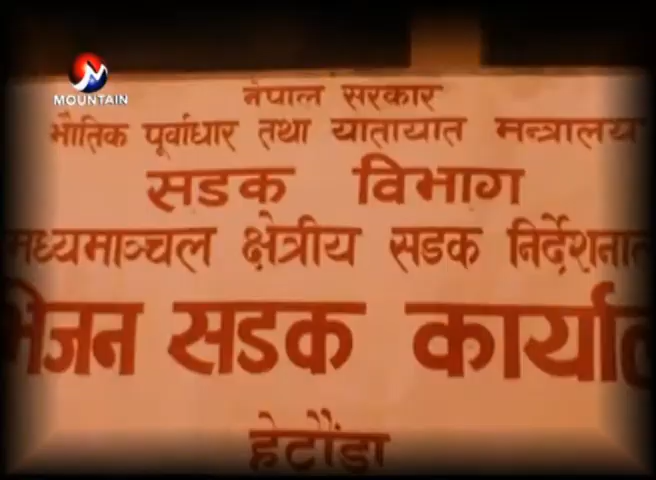 MOUNTAIN
नेपाल सरकार
भौतिक पूर्वाधार तथा यातायात मन्त्रालय
सडक विभाग
मध्यमाञ्चल क्षेत्रीय सडक निर्देशनाल
भिजन सडक कार्याल
हेटौंडा